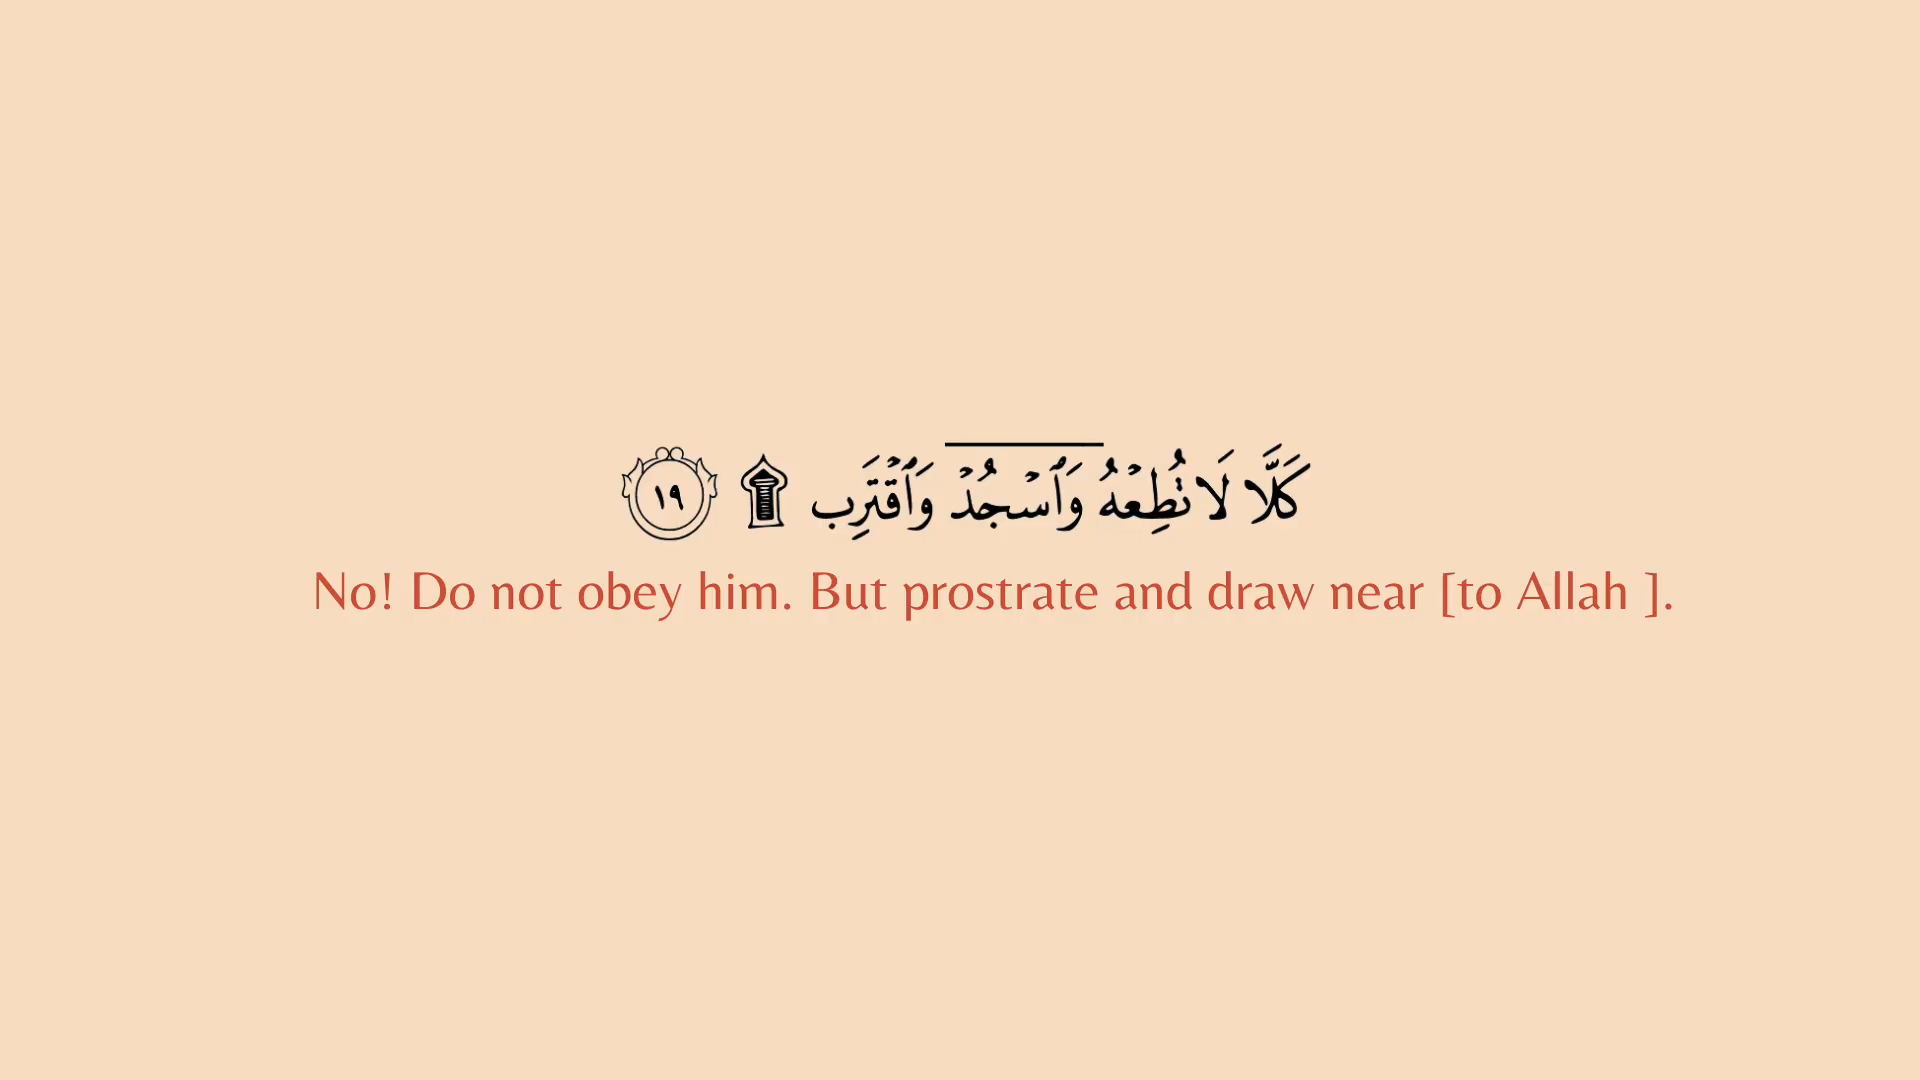 كَلَّا لَا تُطِعۡهُ وَٱسۡجُدۡ وَٱقۡتَرِب ۩ ١٩
No! Do not obey him. But prostrate and draw near [to Allah ].